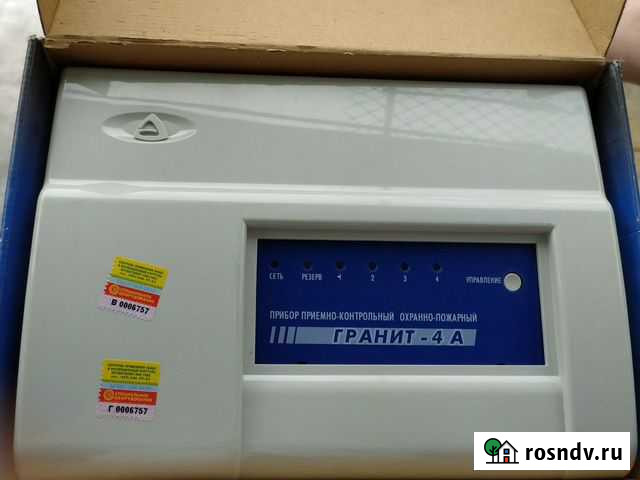 СЕТЬ РЕЗЕРВ 1 2 3 4 УПРАВЛЕНИЕ
ПРИБОР ПРИЕМНО-КОНТРОЛЬНЫЙ ОХРАННО-ПОЖАРНЫЙ
ГРАНИТ - 4 А
В 0006757
Г 0006757
rosndv.ru